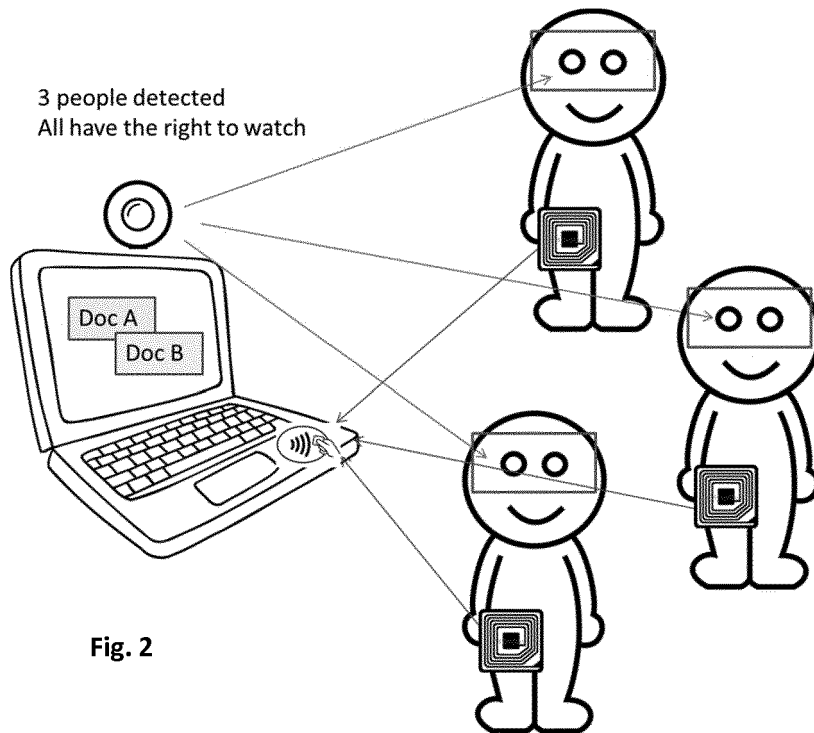 3 people detected
All have the right to watch
Doc A
Doc B
Fig. 2